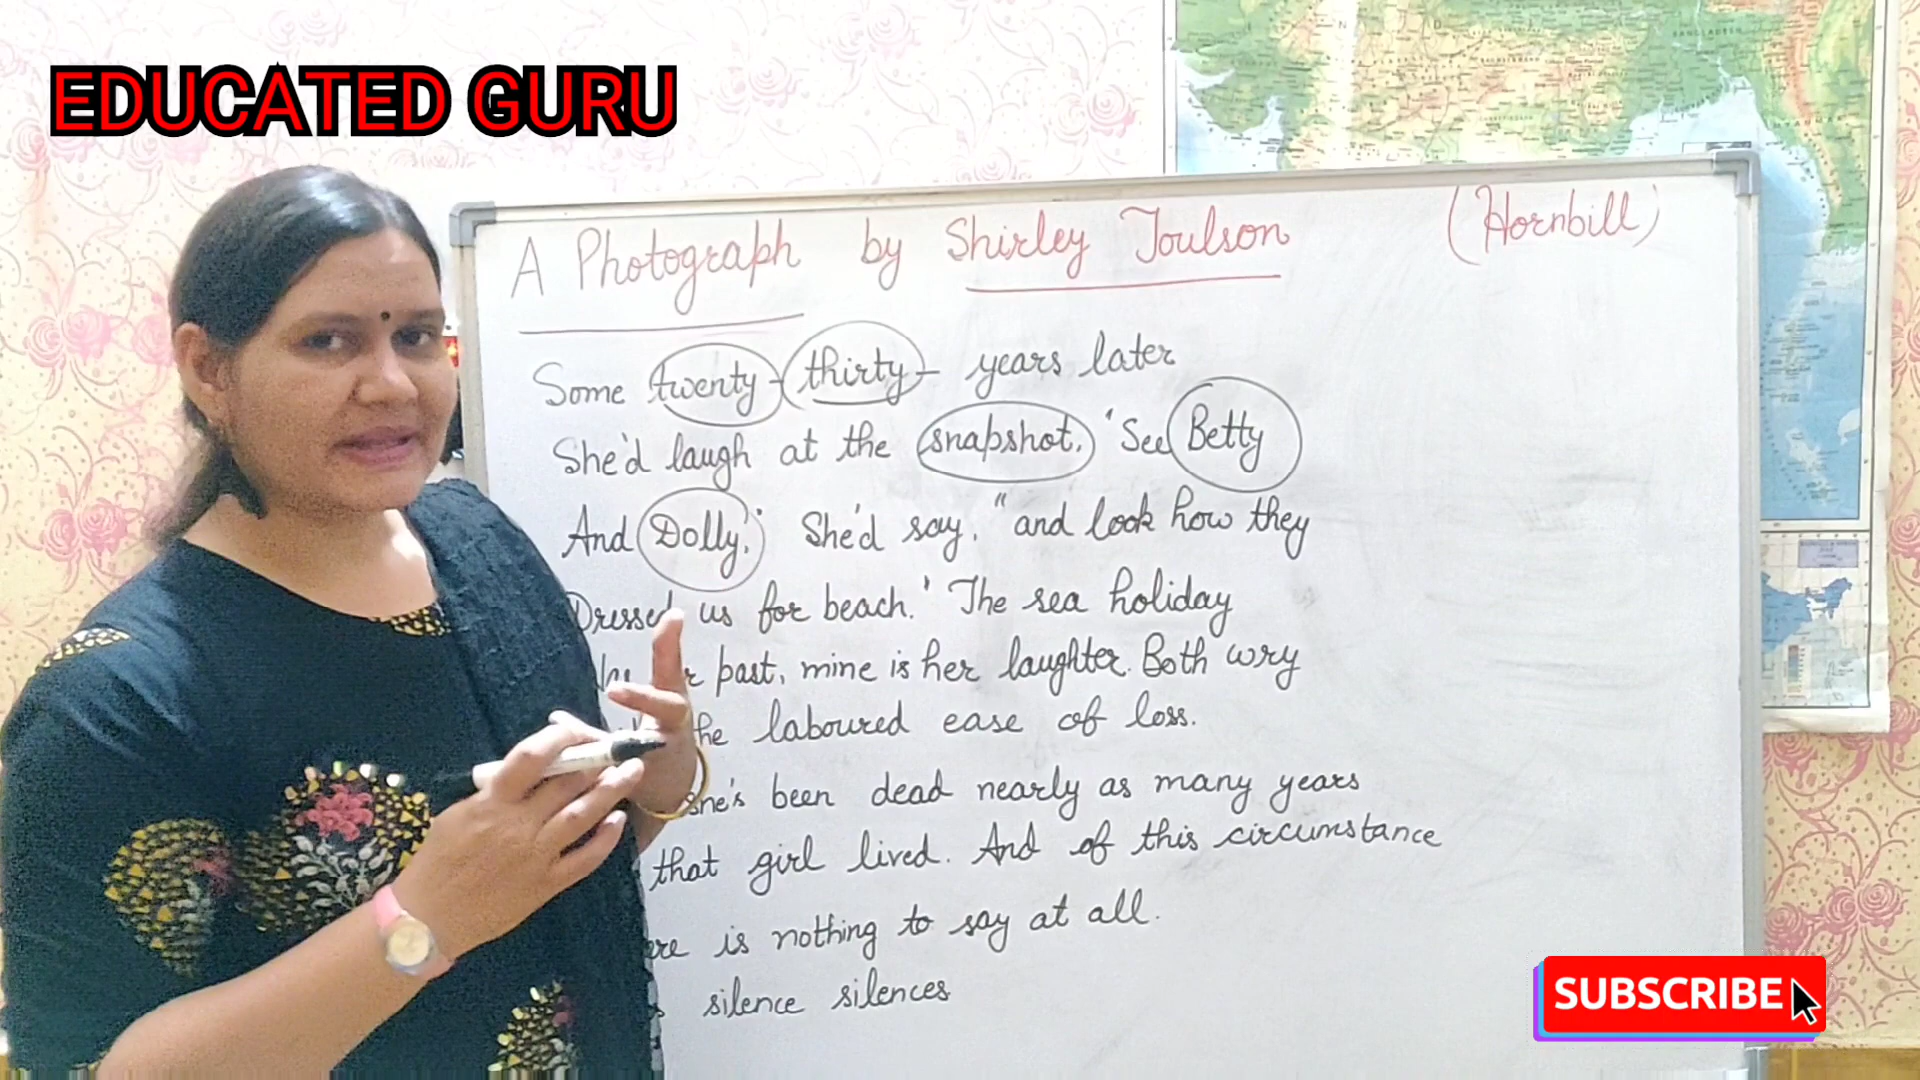 EDUCATED GURU
A Photograph by Shirley Toulson (Hornbill)
Some twenty - thirty - years later
She'd laugh at the snapshot. 'See Betty
And Dolly,' She'd say, "and look how they
Dressed us for beach.' The sea holiday
past, mine is her laughter. Both wry
the laboured ease of loss.
she's been dead nearly as many years
that girl lived. And of this circumstance
is nothing to say at all.
silence silences
SUBSCRIBE